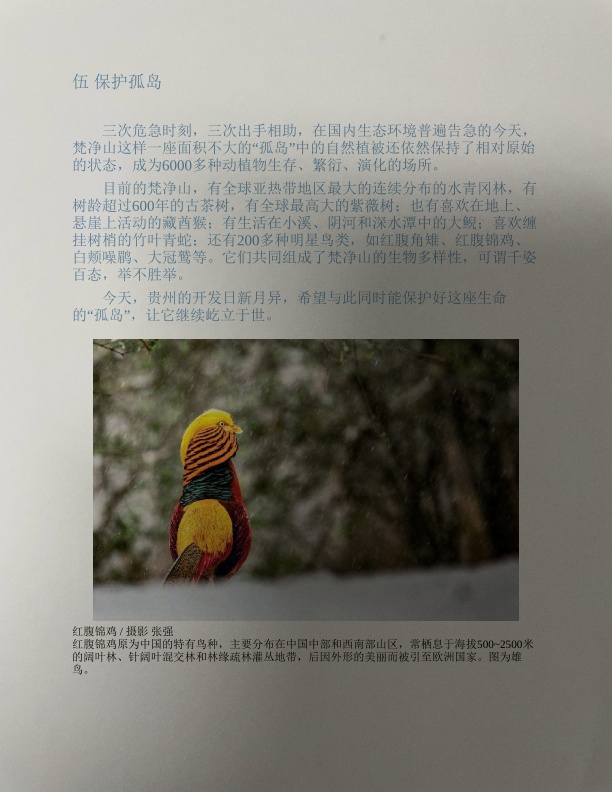 伍 保护孤岛
三次危急时刻，三次出手相助，在国内生态环境普遍告急的今天，
梵净山这样一座面积不大的“孤岛”中的自然植被还依然保持了相对原始
的状态，成为6000多种动植物生存、繁衍、演化的场所。
目前的梵净山，有全球亚热带地区最大的连续分布的水青冈林，有
树龄超过600年的古茶树，有全球最高大的紫薇树；也有喜欢在地上、
悬崖上活动的藏酋猴；有生活在小溪、阴河和深水潭中的大鲵；喜欢缠
挂树梢的竹叶青蛇；还有200多种明星鸟类，如红腹角雉、红腹锦鸡、
白颊噪鹛、大冠鹫等。它们共同组成了梵净山的生物多样性，可谓千姿
百态，举不胜举。
今天，贵州的开发日新月异，希望与此同时能保护好这座生命
的“孤岛”，让它继续屹立于世。
红腹锦鸡 / 摄影 张强
红腹锦鸡原为中国的特有鸟种，主要分布在中国中部和西南部山区，常栖息于海拔500~2500米
的阔叶林、针阔叶混交林和林缘疏林灌丛地带，后因外形的美丽而被引至欧洲国家。图为雄
鸟。